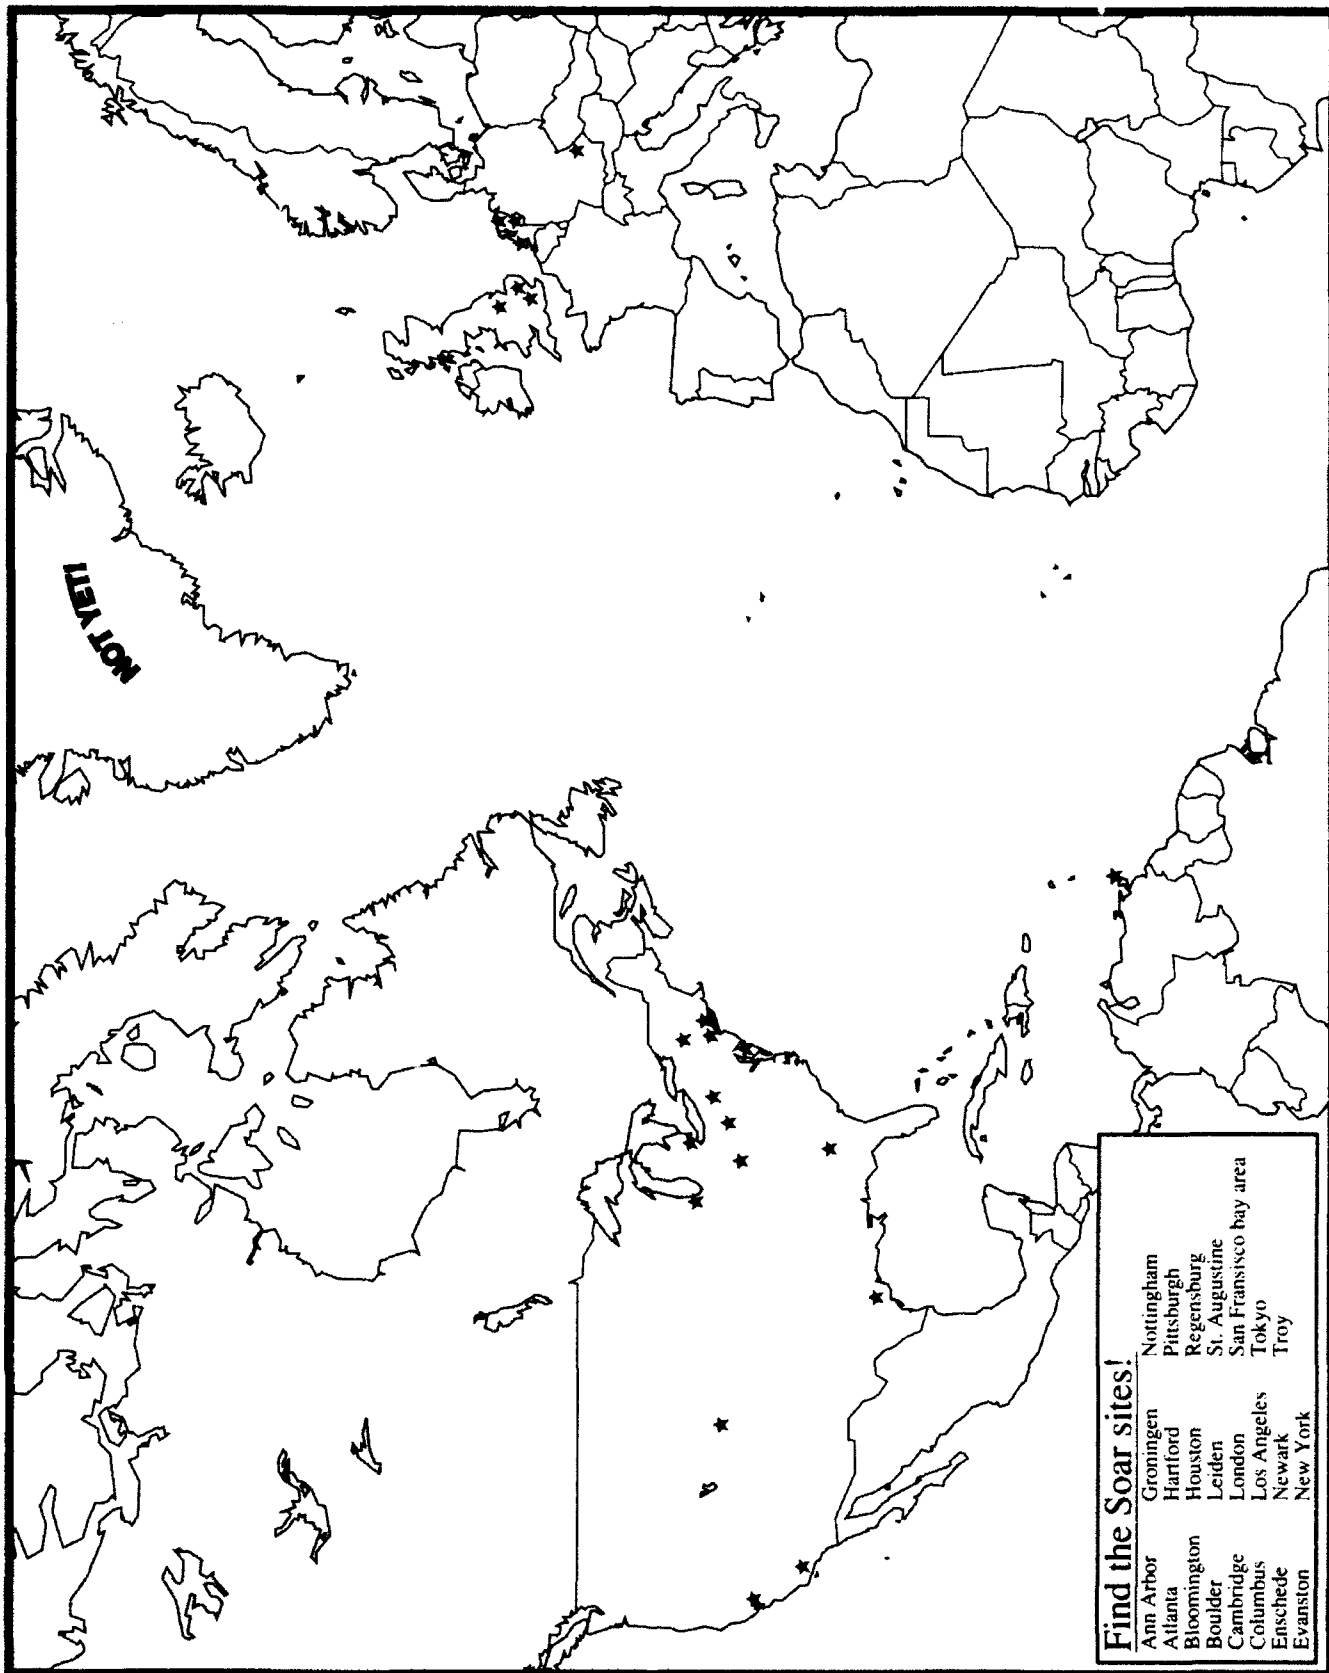 NOT YET!
Find the Soar sites!
Ann Arbor Groningen Nottingham
Atlanta Hartford Pittsburgh
Bloomington Houston Regensburg
Boulder Leiden St. Augustine
Cambridge London San Fransisco bay area
Columbus Los Angeles Tokyo
Enschede Newark Troy
Evanston New York